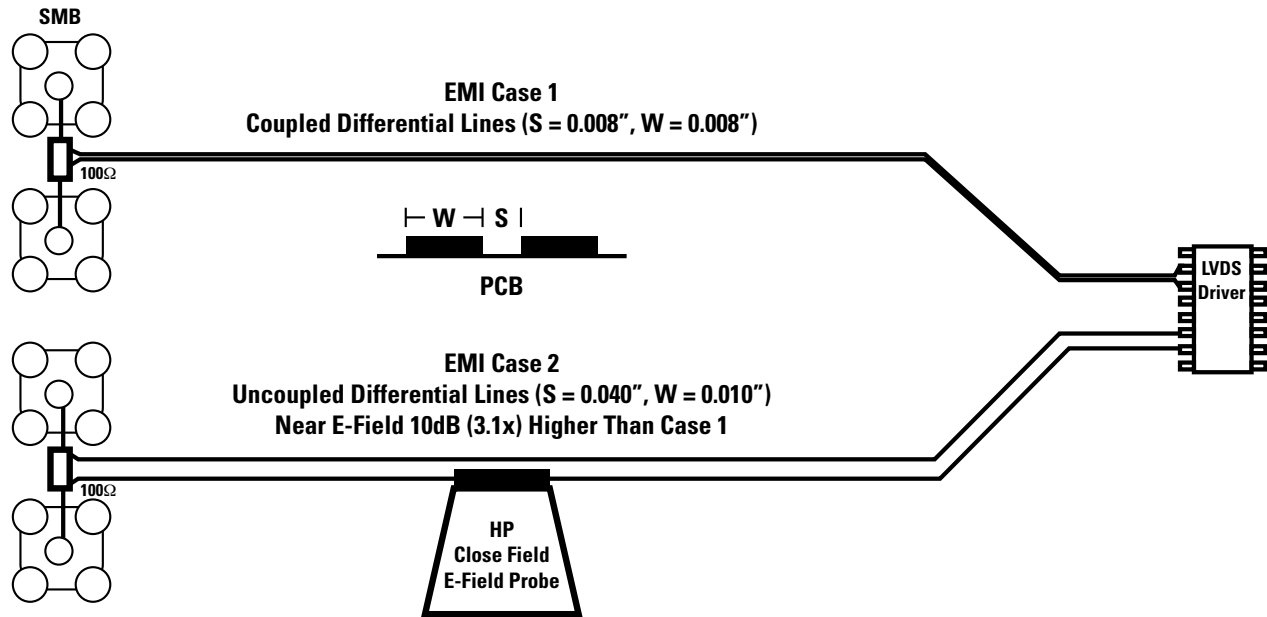 SMB
EMI Case 1
Coupled Differential Lines (S = 0.008”, W = 0.008”)
100Ω
W
S
PCB
LVDS
Driver
EMI Case 2
Uncoupled Differential Lines (S = 0.040”, W = 0.010”)
Near E-Field 10dB (3.1x) Higher Than Case 1
100Ω
HP
Close Field
E-Field Probe